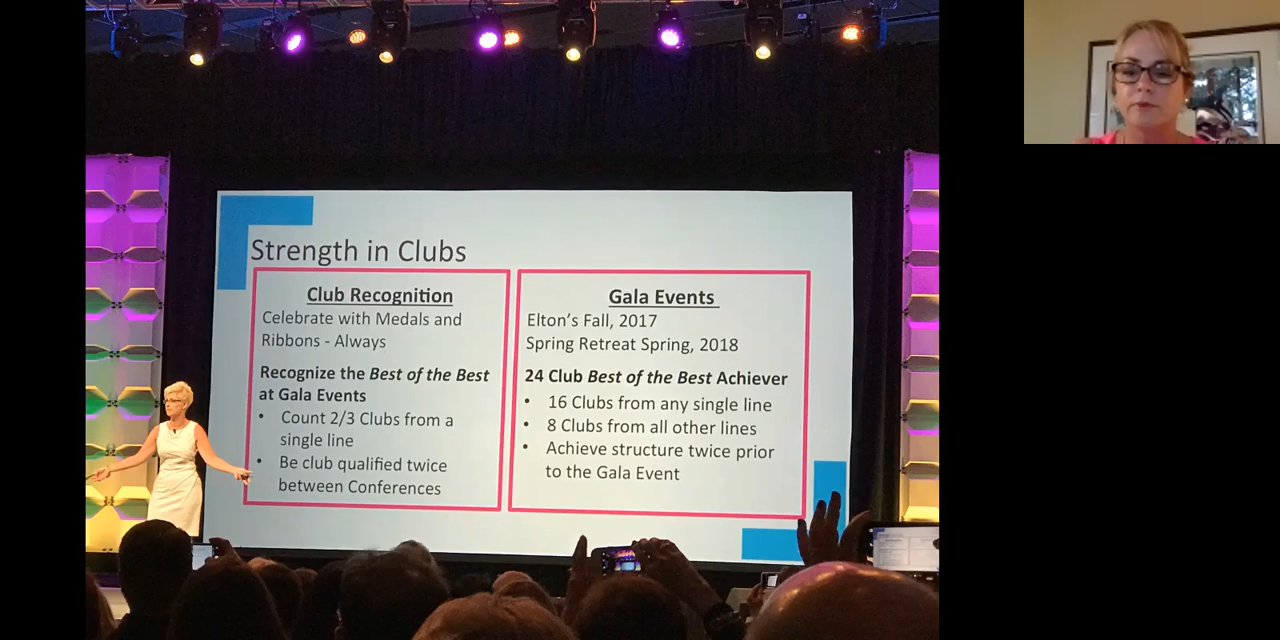 Strength in Clubs
Club Recognition
Celebrate with Medals and
Ribbons - Always
Recognize the Best of the Best
at Gala Events
• Count 2/3 Clubs from a
single line
• Be club qualified twice
between Conferences
Gala Events
Elton's Fall, 2017
Spring Retreat Spring, 2018
24 Club Best of the Best Achiever
• 16 Clubs from any single line
• 8 Clubs from all other lines
• Achieve structure twice prior
to the Gala Event